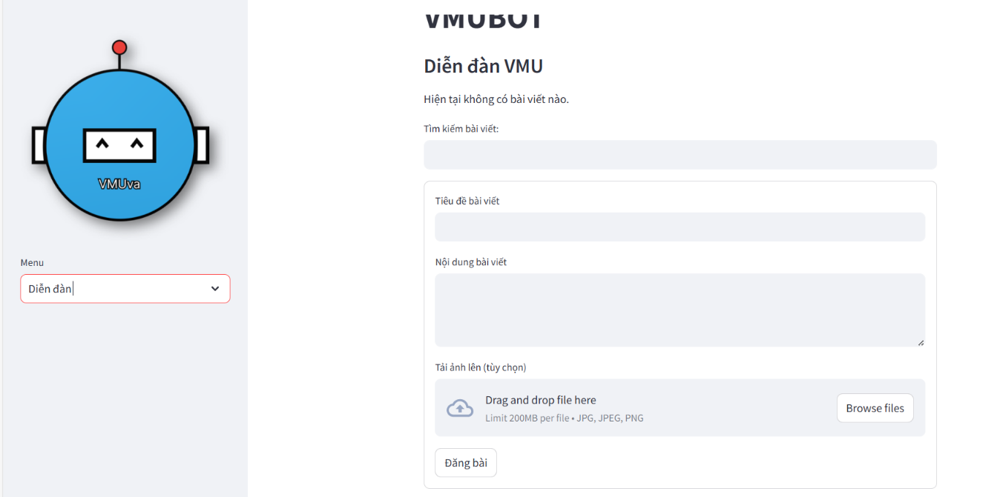 VMUBOT
Diễn đàn VMU
Hiện tại không có bài viết nào.
Tìm kiếm bài viết:
Tiêu đề bài viết
Nội dung bài viết
Tải ảnh lên (tùy chọn)
Drag and drop file here
Limit 200MB per file • JPG, JPEG, PNG
Browse files
Đăng bài
VMUva
Menu
Diễn đàn